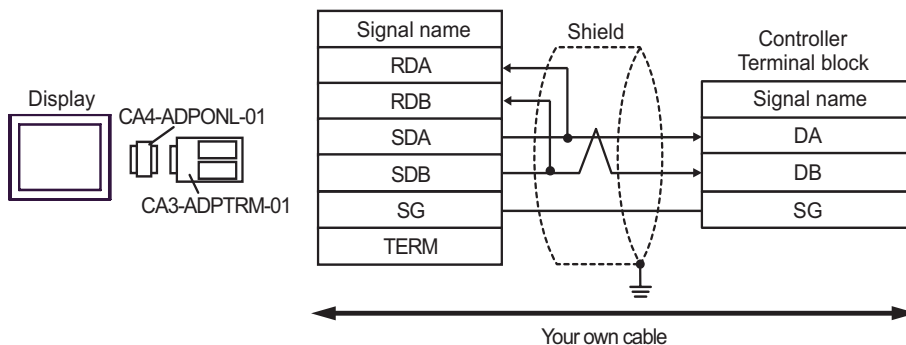 Display
CA4-ADPONL-01
CA3-ADPTRM-01
Signal name
RDA
RDB
SDA
SDB
SG
TERM
Shield
Controller
Terminal block
Signal name
DA
DB
SG
Your own cable